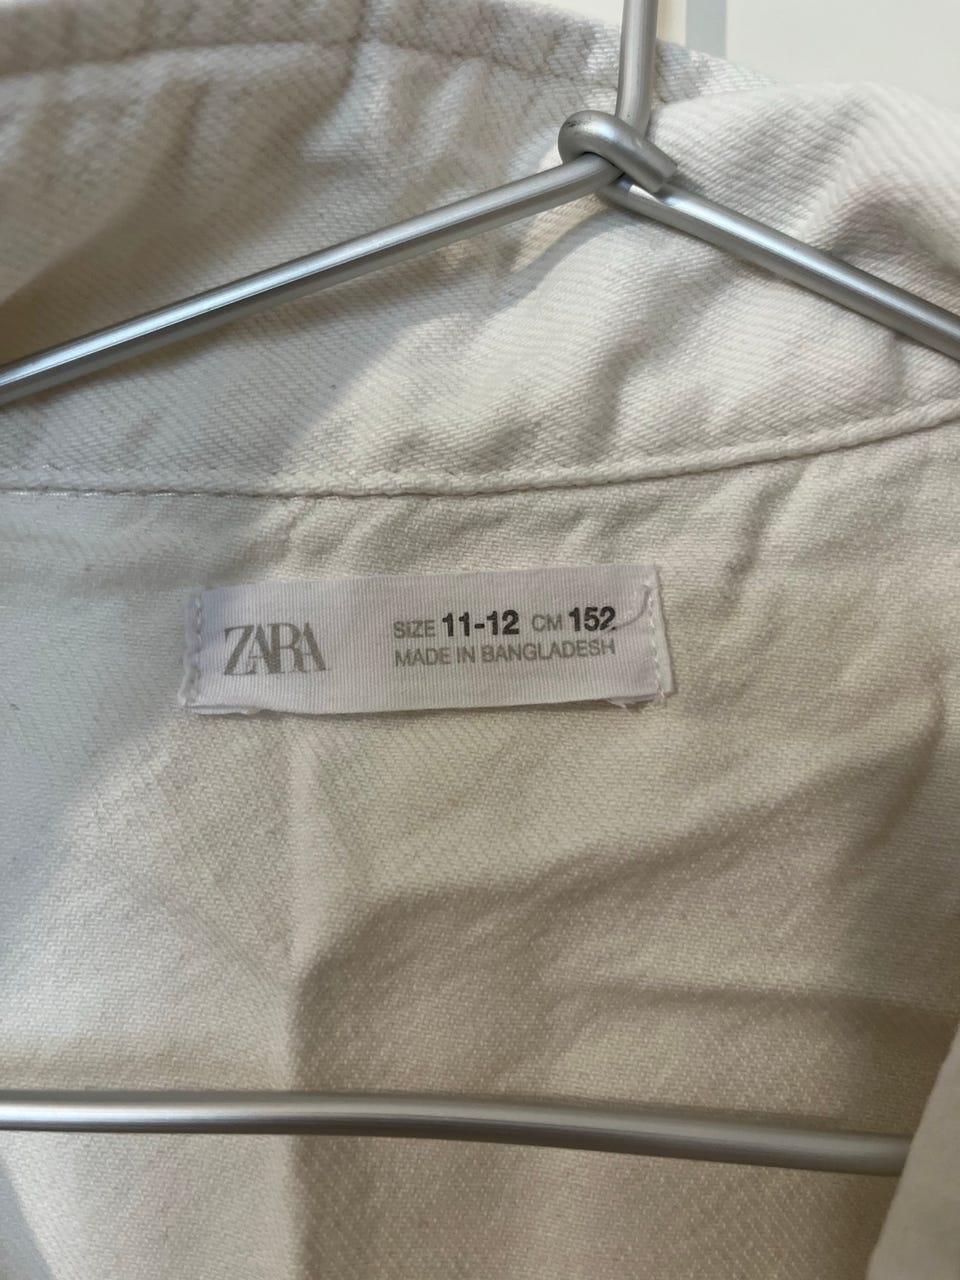 ZARA
SIZE 11-12 CM 152
MADE IN BANGLADESH